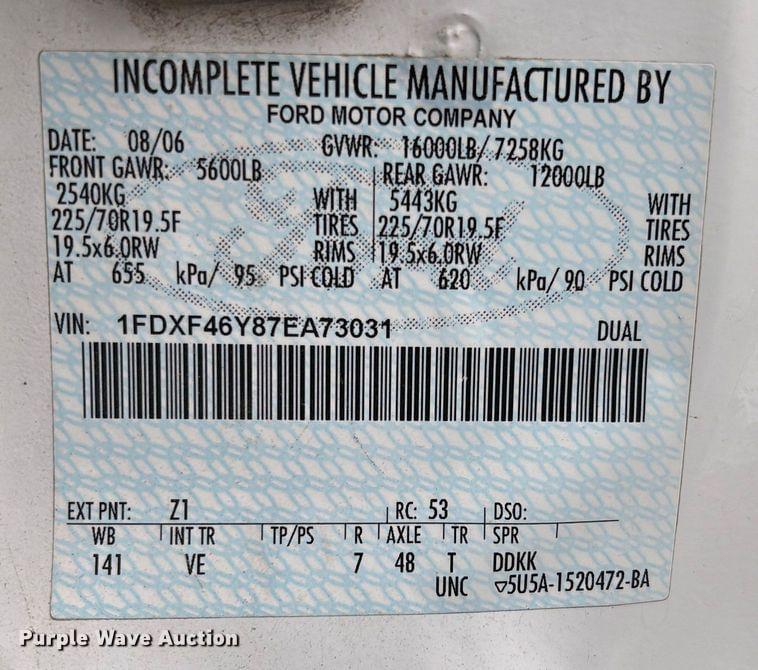 INCOMPLETE VEHICLE MANUFACTURED BY
FORD MOTOR COMPANY
DATE: 08/06 GVWR: 16000LB/ 7258KG
FRONT GAWR: 5600LB REAR GAWR: 12000LB
2540KG WITH 5443KG WITH
225/70R19.5F TIRES 225/70R19.5F TIRES
19.5x6.0RW RIMS 19.5x6.0RW RIMS
AT 655 kPa/ 95 PSI COLD AT 620 kPa/ 90 PSI COLD
VIN: 1FDXF46Y87EA73031 DUAL
EXT PNT: Z1 RC: 53 DSO:
WB INT TR TP/PS R AXLE TR SPR
141 VE 7 48 T DDKK
UNC ▽5U5A-1520472-BA
Purple Wave Auction